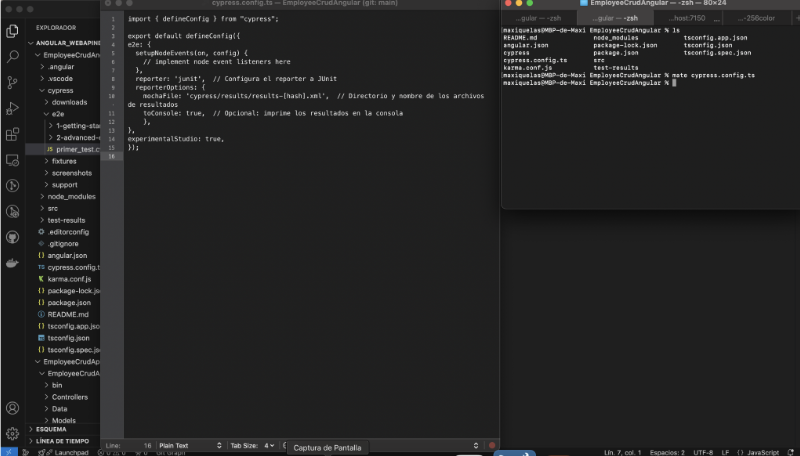 cypress.config.ts — EmployeeCrudAngular (git: main)
EXPLORADOR
ANGULAR_WEBAPINE
EmployeeCrudAngular
.angular
.vscode
cypress
downloads
e2e
1-getting-sta
2-advanced-
JS primer_test.c
fixtures
screenshots
support
node_modules
src
test-results
.editorconfig
.gitignore
angular.json
TS cypress.config.t
karma.conf.js
package-lock.json
package.json
README.md
tsconfig.app.json
tsconfig.json
tsconfig.spec.json
EmployeeCrudAp
EmployeeCrud
bin
Controllers
Data
Models
ESQUEMA
LÍNEA DE TIEMPO
Launchpad
Git Graph
1 import { defineConfig } from "cypress";
2
3 export default defineConfig({
4 e2e: {
5 setupNodeEvents(on, config) {
6 // implement node event listeners here
7 },
8 reporter: 'junit', // Configura el reporter a JUnit
9 reporterOptions: {
10 mochaFile: 'cypress/results/results-[hash].xml', // Directorio y nombre de los archivos
de resultados
11 toConsole: true, // Opcional: imprime los resultados en la consola
12 },
13 },
14 experimentalStudio: true,
15 });
16
Line: 16 Plain Text Tab Size: 4
Captura de Pantalla
EmployeeCrudAngular — -zsh — 80×24
...gular — -zsh ...gular — -zsh ...host:7150 ... ...-256color
maxiquelas@MBP-de-Maxi EmployeeCrudAngular % ls
README.md node_modules tsconfig.app.json
angular.json package-lock.json tsconfig.json
cypress package.json tsconfig.spec.json
cypress.config.ts src
karma.conf.js test-results
maxiquelas@MBP-de-Maxi EmployeeCrudAngular % mate cypress.config.ts
maxiquelas@MBP-de-Maxi EmployeeCrudAngular %
Lín. 7, col. 1 Espacios: 2 UTF-8 LF JavaScript